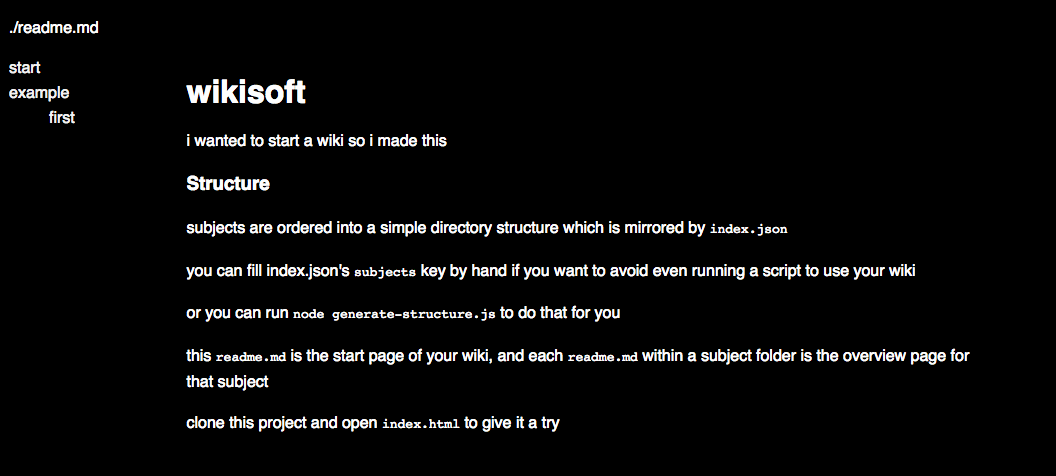 ./readme.md
start
example
first
wikisoft
i wanted to start a wiki so i made this
Structure
subjects are ordered into a simple directory structure which is mirrored by index.json
you can fill index.json's subjects key by hand if you want to avoid even running a script to use your wiki
or you can run node generate-structure.js to do that for you
this readme.md is the start page of your wiki, and each readme.md within a subject folder is the overview page for
that subject
clone this project and open index.html to give it a try